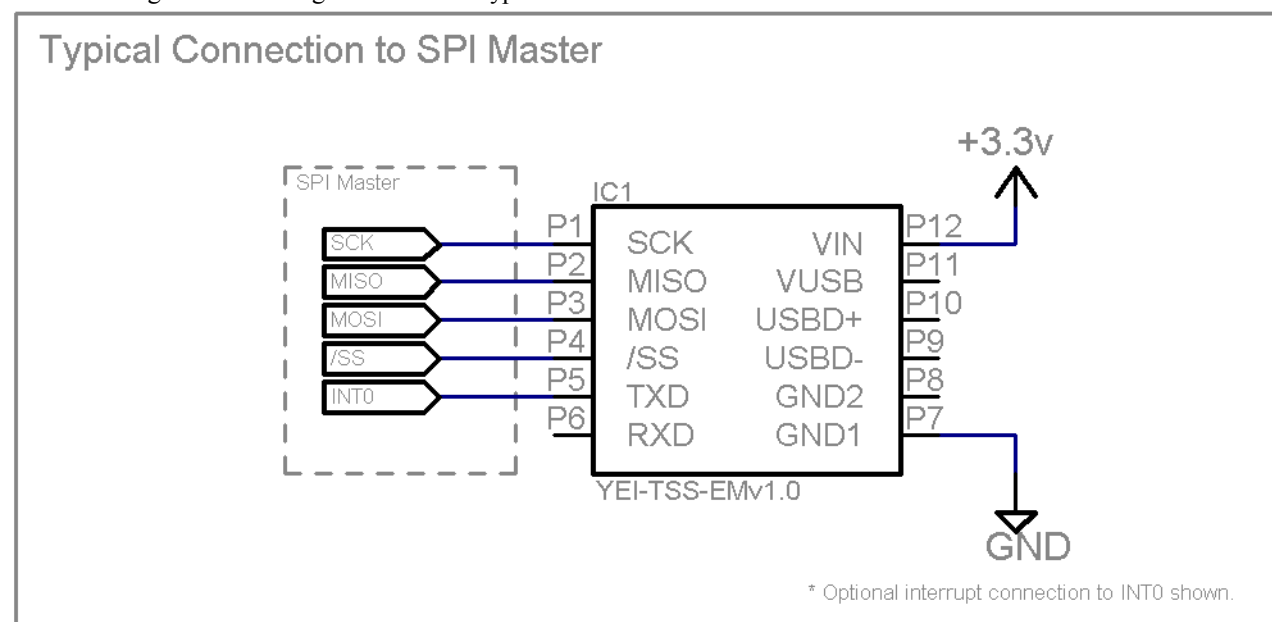 Typical Connection to SPI Master
+3.3v
SPI Master
IC1
P1 SCK VIN P12
SCK
P2 MISO VUSB P11
MISO
P3 MOSI USBD+ P10
MOSI
P4 /SS USBD- P9
/SS
P5 TXD GND2 P8
INT0
P6 RXD GND1 P7
YEI-TSS-EMv1.0
GND
* Optional interrupt connection to INT0 shown.